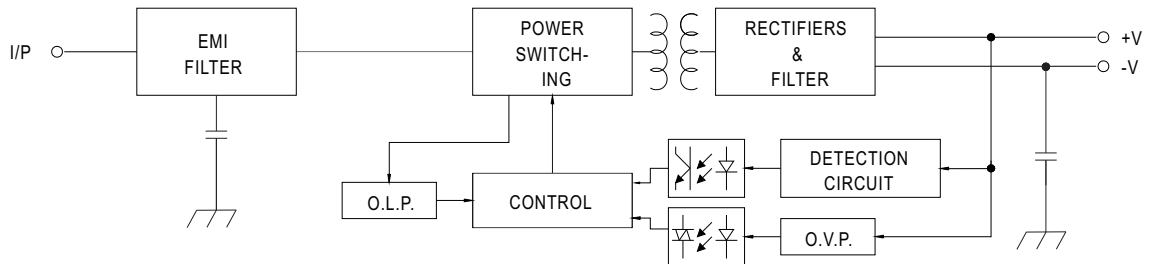 I/P
EMI
FILTER
POWER
SWITCH-
ING
RECTIFIERS
&
FILTER
+V
-V
O.L.P.
CONTROL
DETECTION
CIRCUIT
O.V.P.